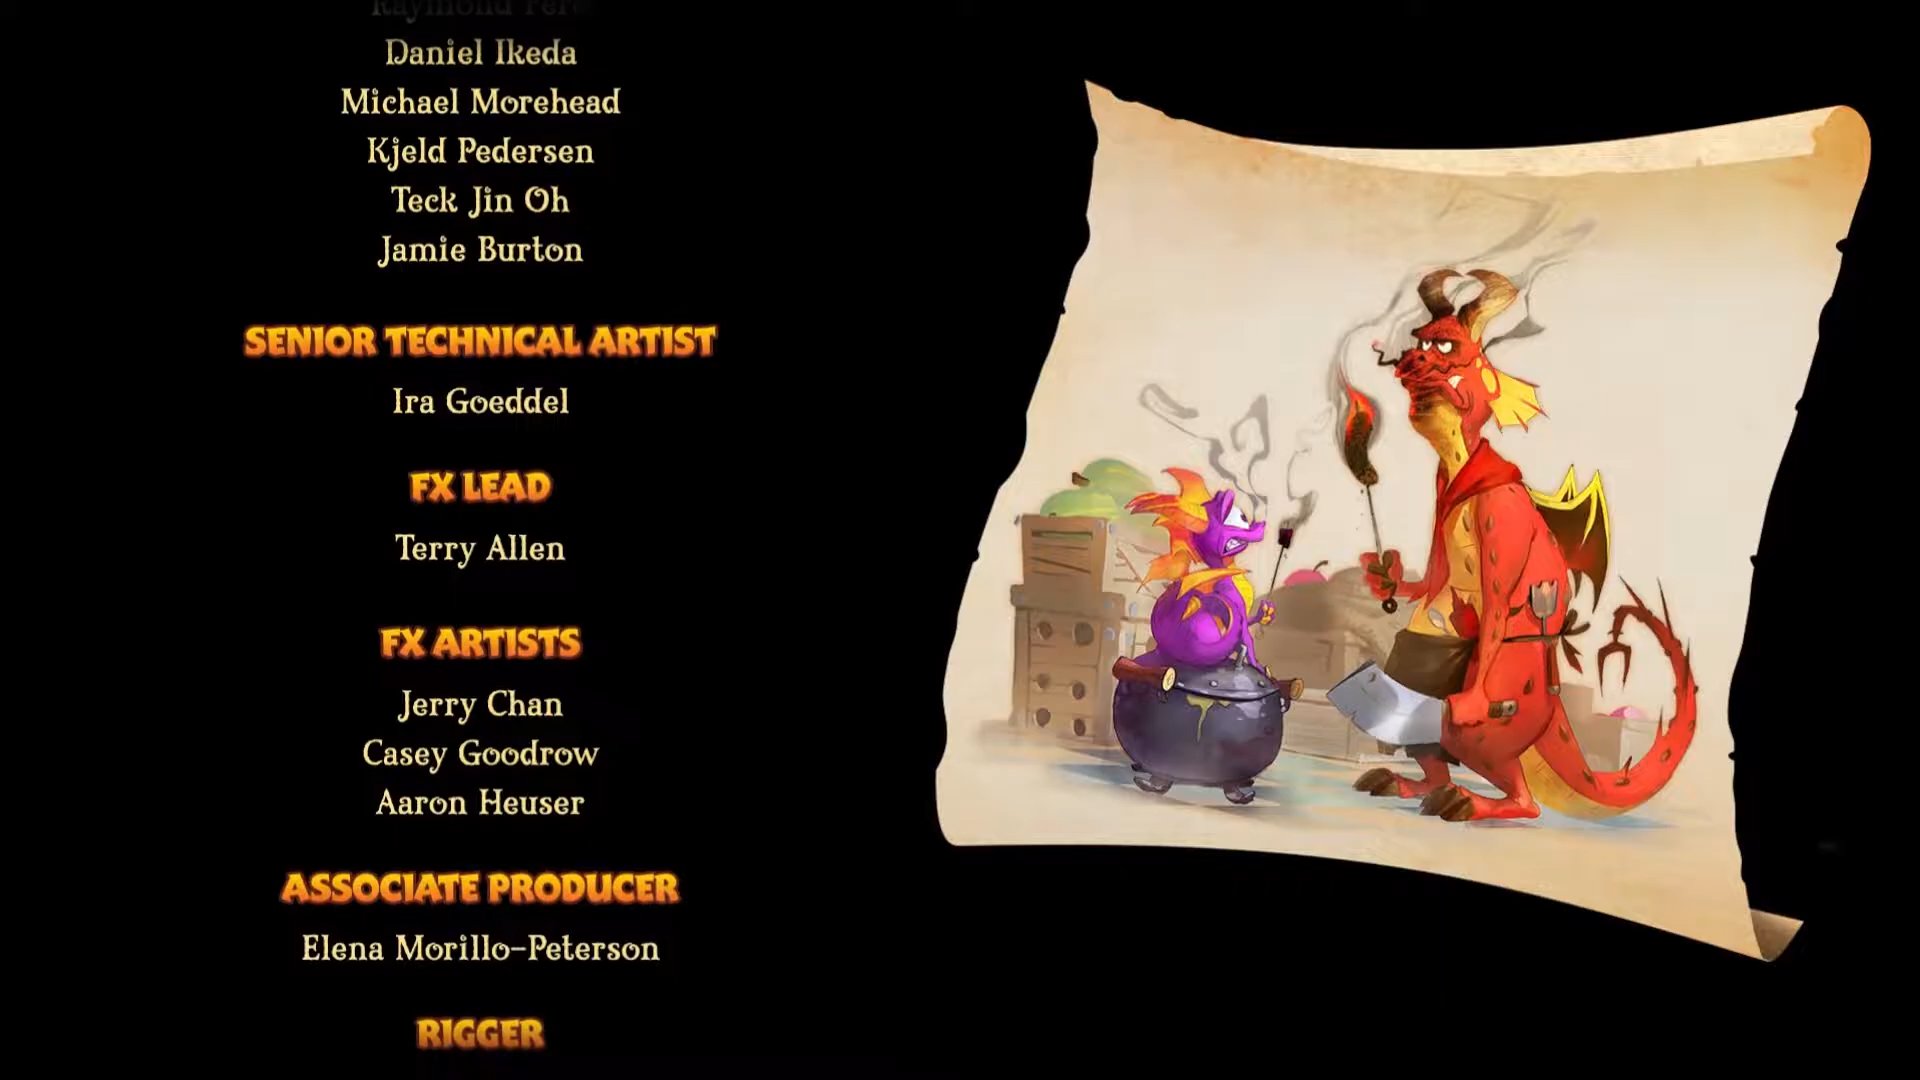 Raymond
Daniel Ikeda
Michael Morehead
Kjeld Pedersen
Teck Jin Oh
Jamie Burton
SENIOR TECHNICAL ARTIST
Ira Goeddel
FX LEAD
Terry Allen
FX ARTISTS
Jerry Chan
Casey Goodrow
Aaron Heuser
ASSOCIATE PRODUCER
Elena Morillo-Peterson
RIGGER